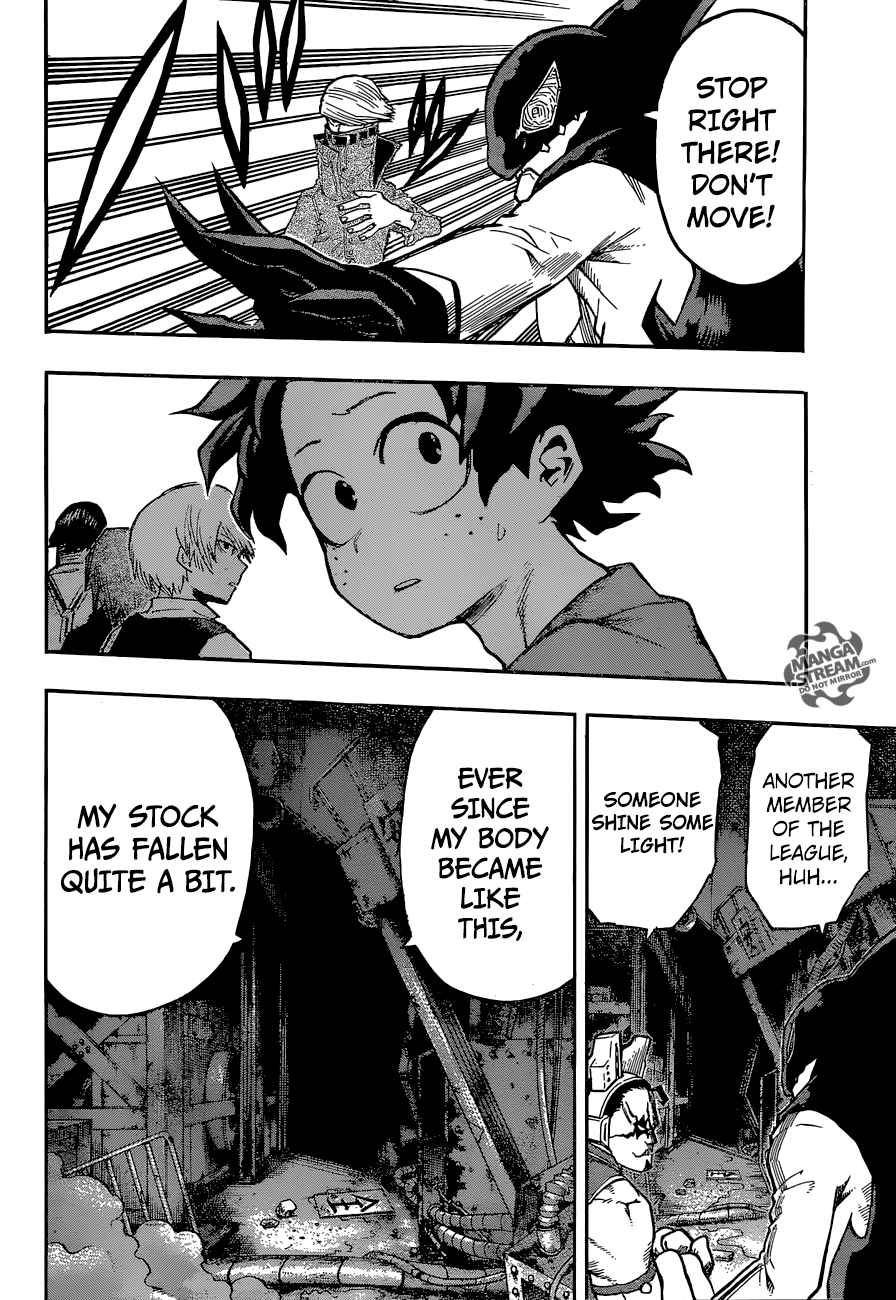 STOP
RIGHT
THERE!
DON'T
MOVE!
MANGA
STREAM.com
DO NOT MIRROR
ANOTHER
MEMBER
OF THE
LEAGUE,
HUH...
SOMEONE
SHINE SOME
LIGHT!
EVER
SINCE
MY BODY
BECAME
LIKE
THIS,
MY STOCK
HAS FALLEN
QUITE A BIT.